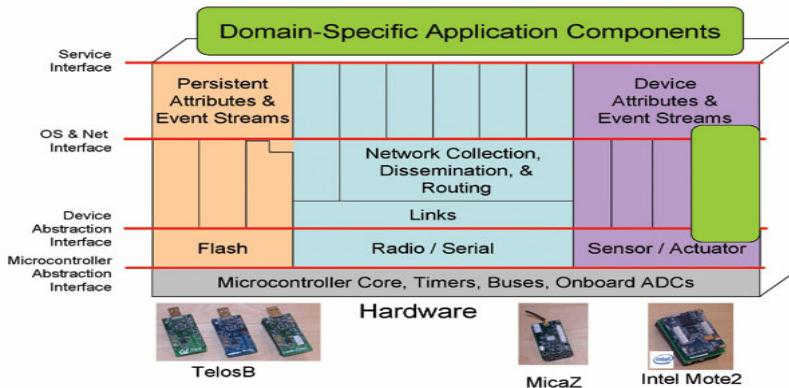 Domain-Specific Application Components
Service
Interface
Persistent
Attributes &
Event Streams
Device
Attributes &
Event Streams
OS & Net
Interface
Network Collection,
Dissemination, &
Routing
Links
Device
Abstraction
Interface
Flash
Radio / Serial
Sensor / Actuator
Microcontroller
Abstraction
Interface
Microcontroller Core, Timers, Buses, Onboard ADCs
Hardware
TelosB
MicaZ
intel
Intel Mote2